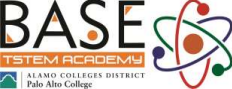 BASE
TSTEM ACADEMY
ALAMO COLLEGES DISTRICT
Palo Alto College